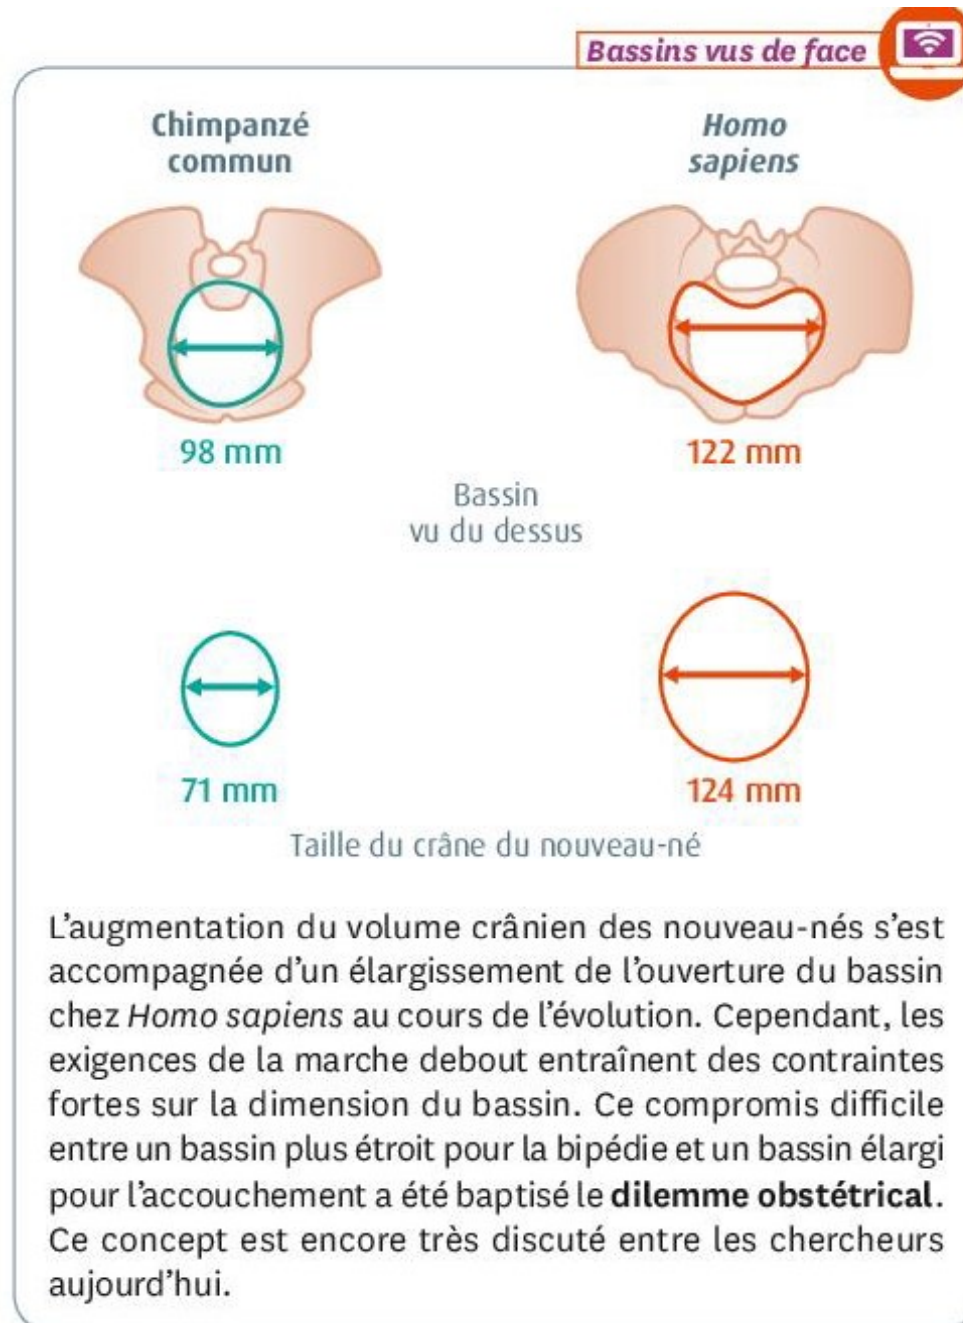 Bassins vus de face
Chimpanzé
commun
Homo
sapiens
98 mm
122 mm
Bassin
vu du dessus
71 mm
124 mm
Taille du crâne du nouveau-né
L'augmentation du volume crânien des nouveau-nés s'est
accompagnée d'un élargissement de l'ouverture du bassin
chez Homo sapiens au cours de l'évolution. Cependant, les
exigences de la marche debout entraînent des contraintes
fortes sur la dimension du bassin. Ce compromis difficile
entre un bassin plus étroit pour la bipédie et un bassin élargi
pour l'accouchement a été baptisé le dilemme obstétrical.
Ce concept est encore très discuté entre les chercheurs
aujourd'hui.